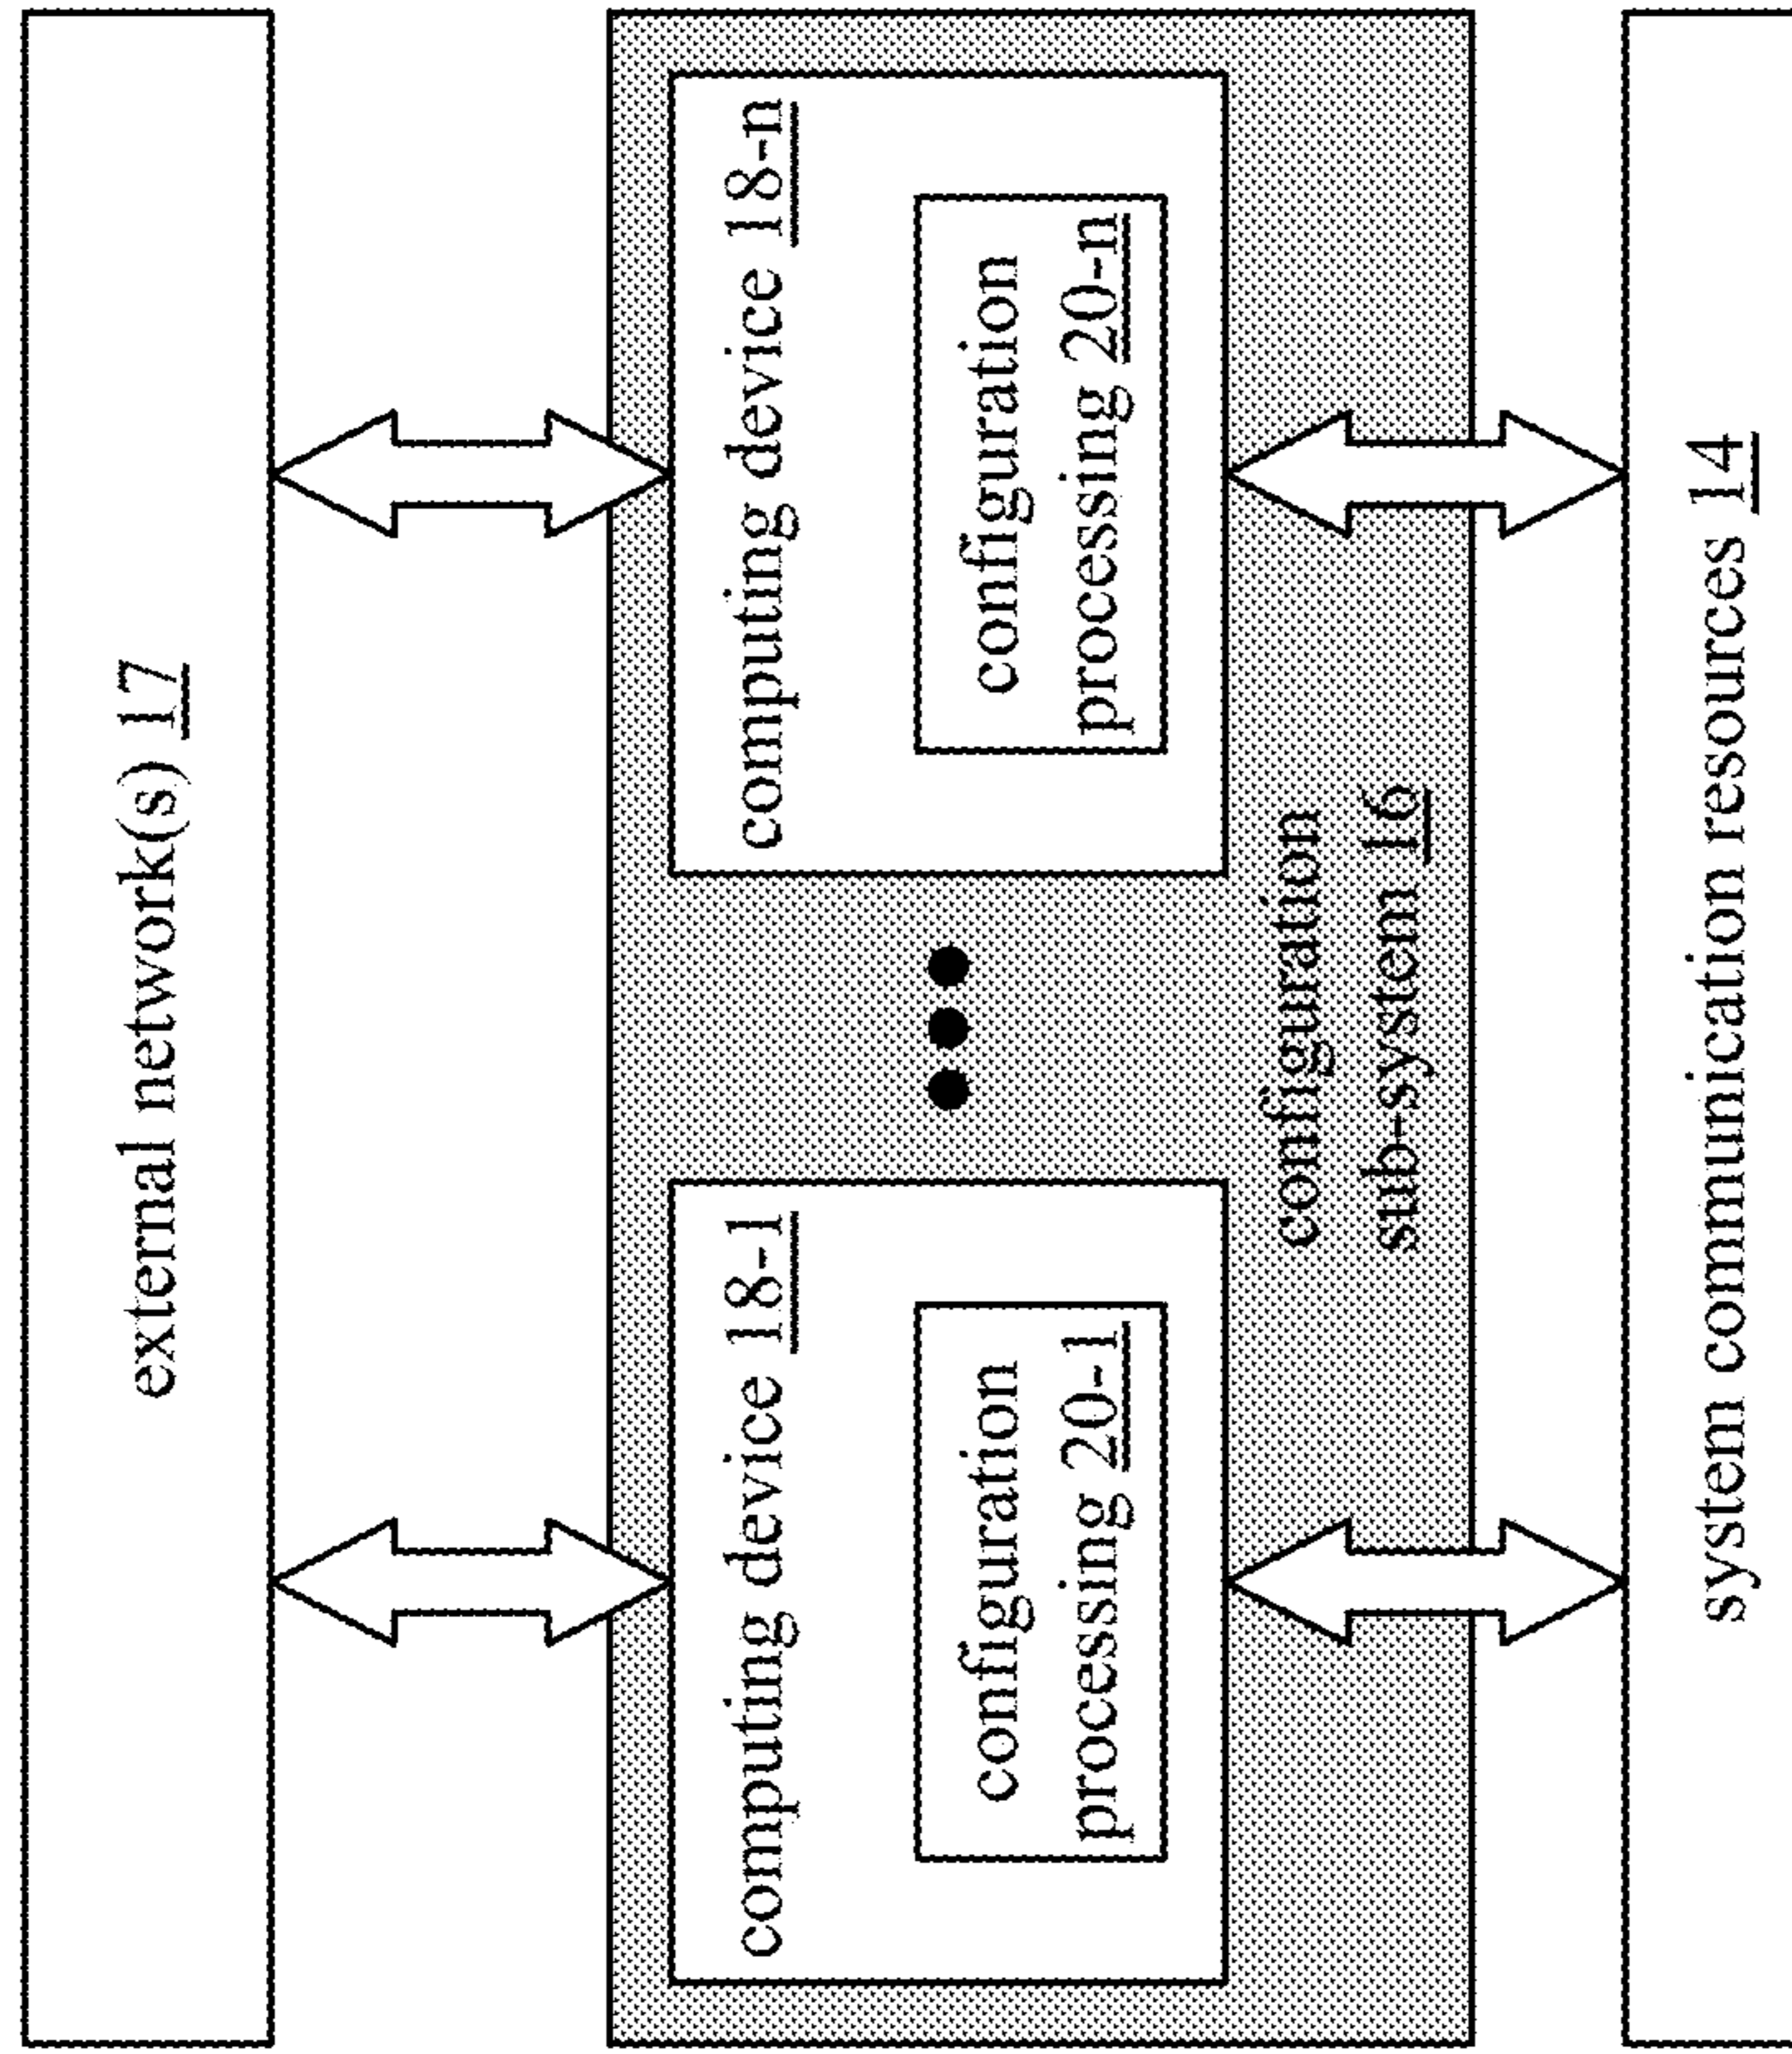 external network(s) 17
computing device 18-1
configuration
processing 20-1
computing device 18-n
configuration
processing 20-n
configuration
sub-system 16
system communication resources 14